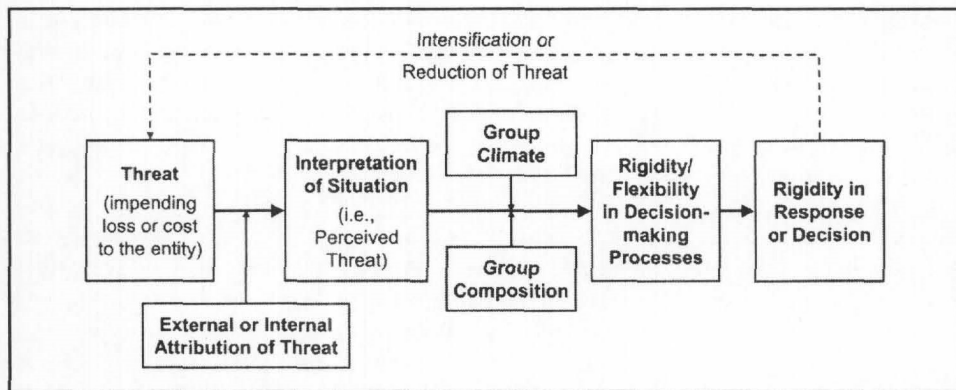 Intensification or
Reduction of Threat
Threat
(impending
loss or cost
to the entity)
Interpretation
of Situation
(i.e.,
Perceived
Threat)
Group
Climate
Group
Composition
Rigidity/
Flexibility
in Decision-
making
Processes
Rigidity in
Response
or Decision
External or Internal
Attribution of Threat